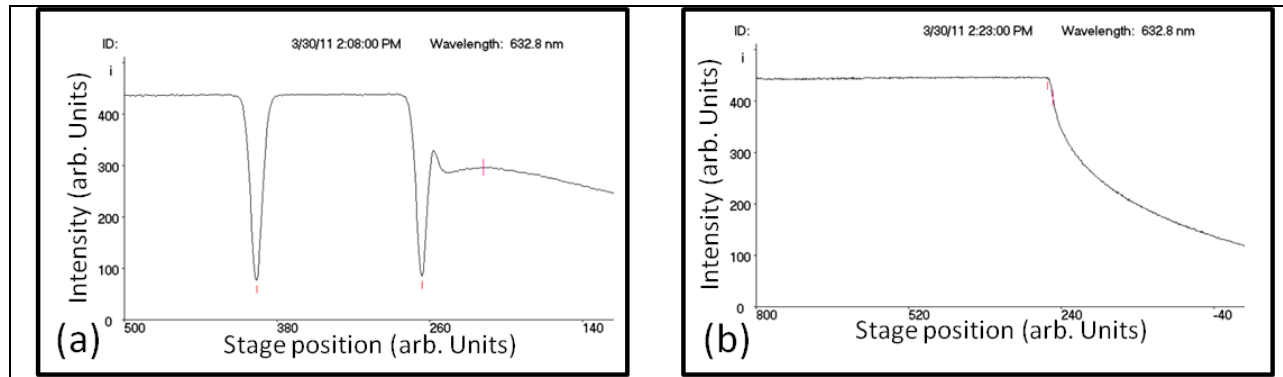 ID:
3/30/11 2:08:00 PM Wavelength: 632.8 nm
i
Intensity (arb. Units)
400
300
200
100
0
500 380 260 140
Stage position (arb. Units)
(a)
ID:
3/30/11 2:23:00 PM Wavelength: 632.8 nm
i
Intensity (arb. Units)
400
300
200
100
0
800 520 240 -40
Stage position (arb. Units)
(b)